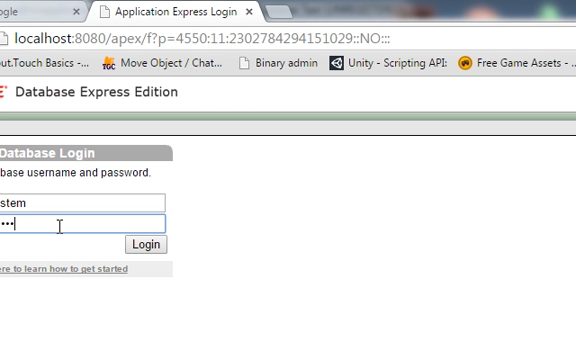 ogle × Application Express Login ×
localhost:8080/apex/f?p=4550:11:2302784294151029::NO:::
out.Touch Basics -... TGC Move Object / Chat... Binary admin Unity - Scripting API: Free Game Assets - ...
E® Database Express Edition
Database Login
base username and password.
stem
•••
Login
ere to learn how to get started